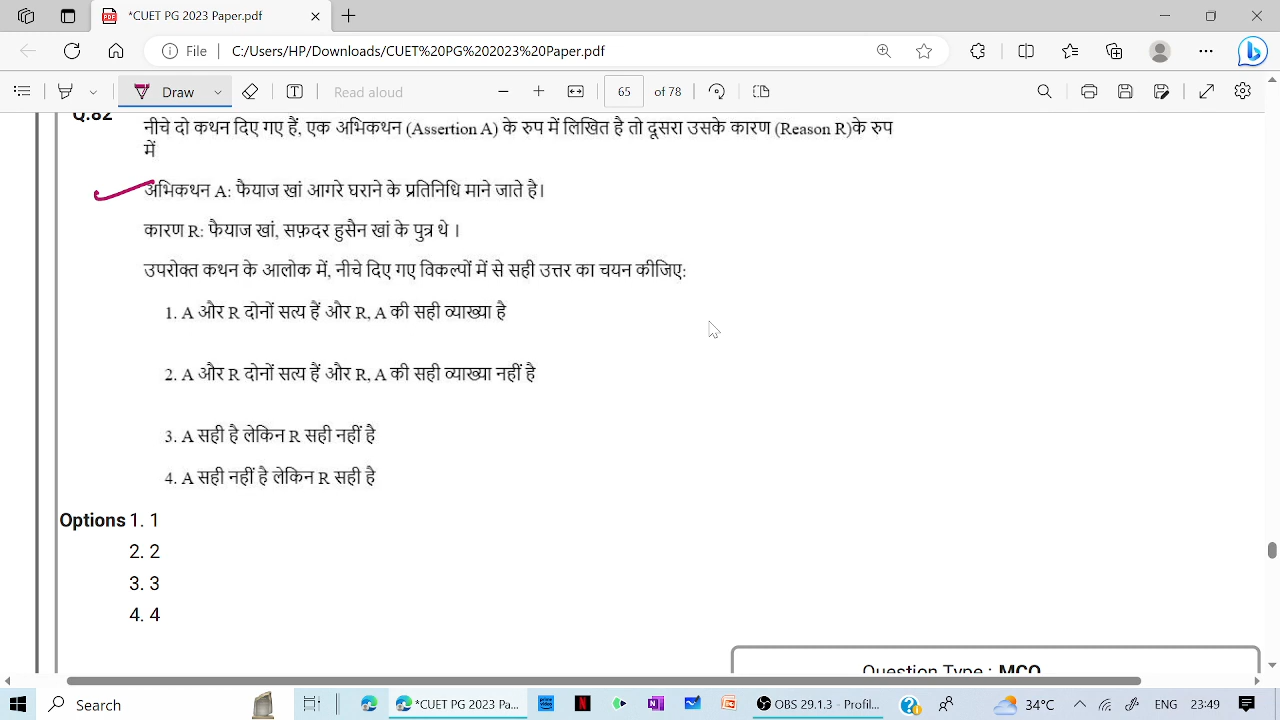 *CUET PG 2023 Paper.pdf
File C:/Users/HP/Downloads/CUET%20PG%202023%20Paper.pdf
Draw Read aloud 65 of 78
Q.82
नीचे दो कथन दिए गए हैं, एक अभिकथन (Assertion A) के रुप में लिखित है तो दूसरा उसके कारण (Reason R)के रुप
में
अभिकथन A: फैयाज खां आगरे घराने के प्रतिनिधि माने जाते है।
कारण R: फैयाज खां, सफ़दर हुसैन खां के पुत्र थे ।
उपरोक्त कथन के आलोक में, नीचे दिए गए विकल्पों में से सही उत्तर का चयन कीजिए:
1. A और R दोनों सत्य हैं और R, A की सही व्याख्या है
2. A और R दोनों सत्य हैं और R, A की सही व्याख्या नहीं है
3. A सही है लेकिन R सही नहीं है
4. A सही नहीं है लेकिन R सही है
Options 1. 1
2. 2
3. 3
4. 4
Question Type : MCQ
Search *CUET PG 2023 Pa... OBS 29.1.3 - Profil... 34°C ENG 23:49